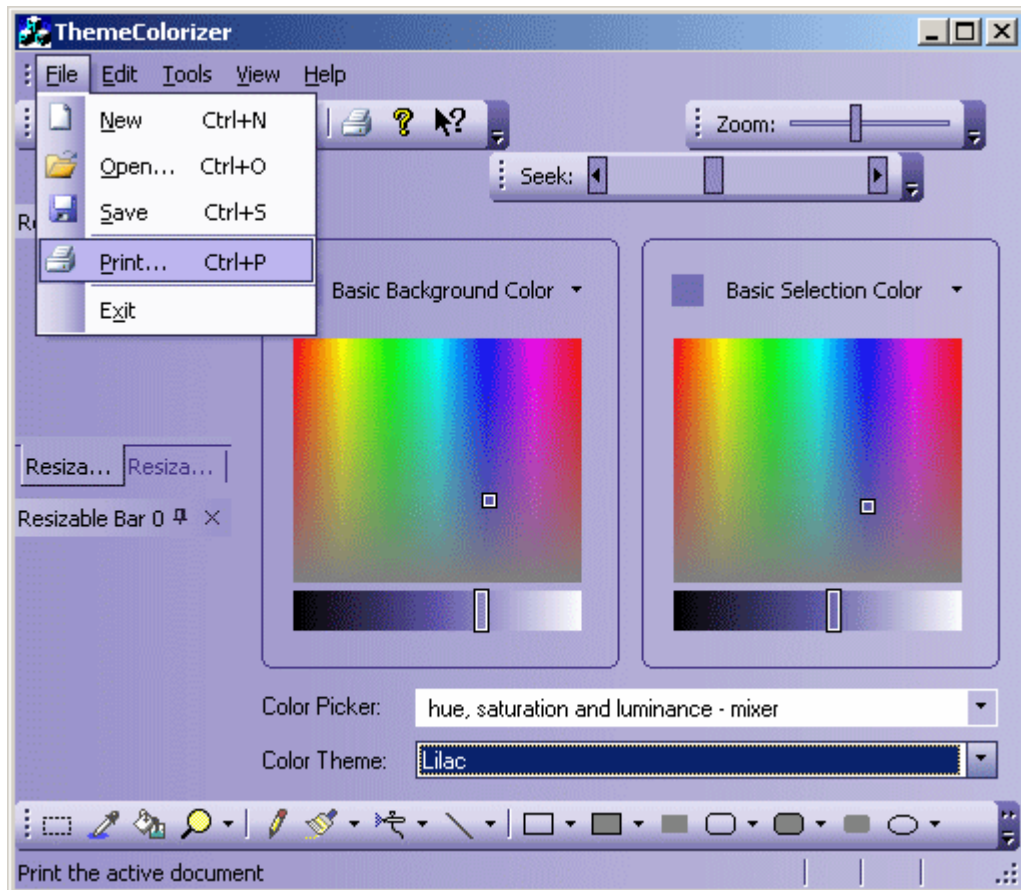 ThemeColorizer
File Edit Tools View Help
New Ctrl+N
Open... Ctrl+O
Save Ctrl+S
Print... Ctrl+P
Exit
Zoom:
Seek:
Basic Background Color
Basic Selection Color
Resiza... Resiza...
Resizable Bar 0
Color Picker: hue, saturation and luminance - mixer
Color Theme: Lilac
Print the active document